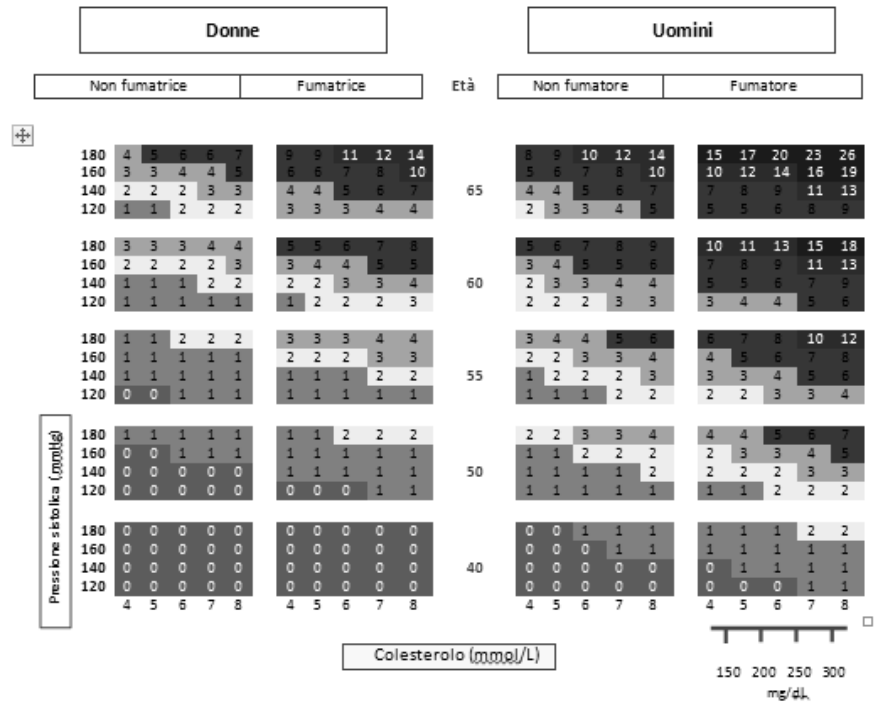 Donne Uomini
Non fumatrice Fumatrice Età Non fumatore Fumatore
180 4 5 6 6 7 9 9 11 12 14 8 9 10 12 14 15 17 20 23 26
160 3 3 4 4 5 6 6 7 8 10 5 6 7 8 10 10 12 14 16 19
65
140 2 2 2 3 3 4 4 5 6 7 4 4 5 6 7 7 8 9 11 13
120 1 1 2 2 2 3 3 3 4 4 2 3 3 4 5 5 5 6 8 9
180 3 3 3 4 4 5 5 6 7 8 5 6 7 8 9 10 11 13 15 18
160 2 2 2 2 3 3 4 4 5 5 3 4 5 5 6 7 8 9 11 13
60
140 1 1 1 2 2 2 2 3 3 4 2 3 3 4 4 5 5 6 7 9
120 1 1 1 1 1 1 2 2 2 3 2 2 2 3 3 3 4 4 5 6
180 1 1 2 2 2 3 3 3 4 4 3 4 4 5 6 6 7 8 10 12
160 1 1 1 1 1 2 2 2 3 3 2 2 3 3 4 4 5 6 7 8
55
140 1 1 1 1 1 1 1 1 2 2 1 2 2 2 3 3 3 4 5 6
120 0 0 1 1 1 1 1 1 1 1 1 1 1 2 2 2 2 3 3 4
Pressione sistolica (mmHg)
180 1 1 1 1 1 1 1 2 2 2 2 2 3 3 4 4 4 5 6 7
160 0 0 1 1 1 1 1 1 1 1 1 1 2 2 2 2 3 3 4 5
50
140 0 0 0 0 0 1 1 1 1 1 1 1 1 1 2 2 2 2 3 3
120 0 0 0 0 0 0 0 0 1 1 1 1 1 1 1 1 1 2 2 2
180 0 0 0 0 0 0 0 0 0 0 0 0 1 1 1 1 1 1 2 2
160 0 0 0 0 0 0 0 0 0 0 0 0 0 1 1 1 1 1 1 1
40
140 0 0 0 0 0 0 0 0 0 0 0 0 0 0 0 0 1 1 1 1
120 0 0 0 0 0 0 0 0 0 0 0 0 0 0 0 0 0 0 1 1
4 5 6 7 8 4 5 6 7 8 4 5 6 7 8 4 5 6 7 8
Colesterolo (mmol/L)
150 200 250 300
mg/dL